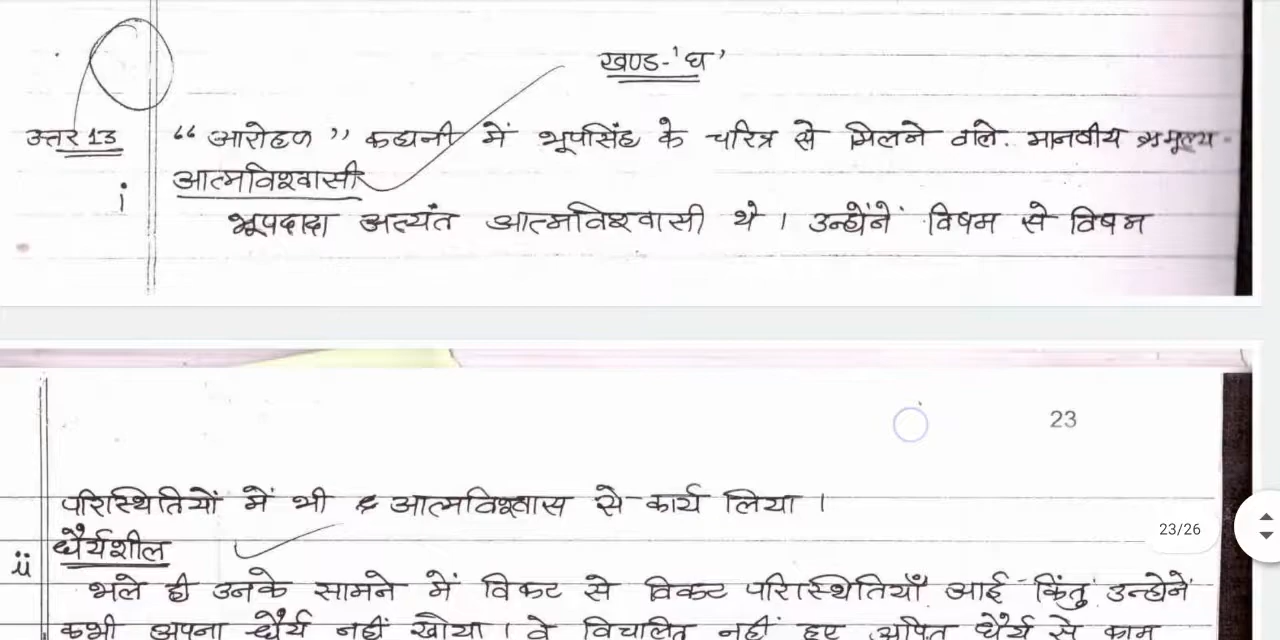 खण्ड-'घ'
उत्तर 13 “आरोहण” कहानी में भूपसिंह के चरित्र से मिलने वाले. मानवीय मूल्य -
i आत्मविश्वासी
भूपदादा अत्यंत आत्मविश्वासी थे । उन्होंनें विषम से विषम
23
परिस्थितियों में भी आत्मविश्वास से कार्य लिया ।
23/26
ii धैर्यशील
भले ही उनके सामने में विकट से विकट परिस्थितियाँ आई किंतु उन्होनें
कभी अपना धैर्य नहीं खोया । वे विचलित नहीं हुए अपितु धैर्य से काम